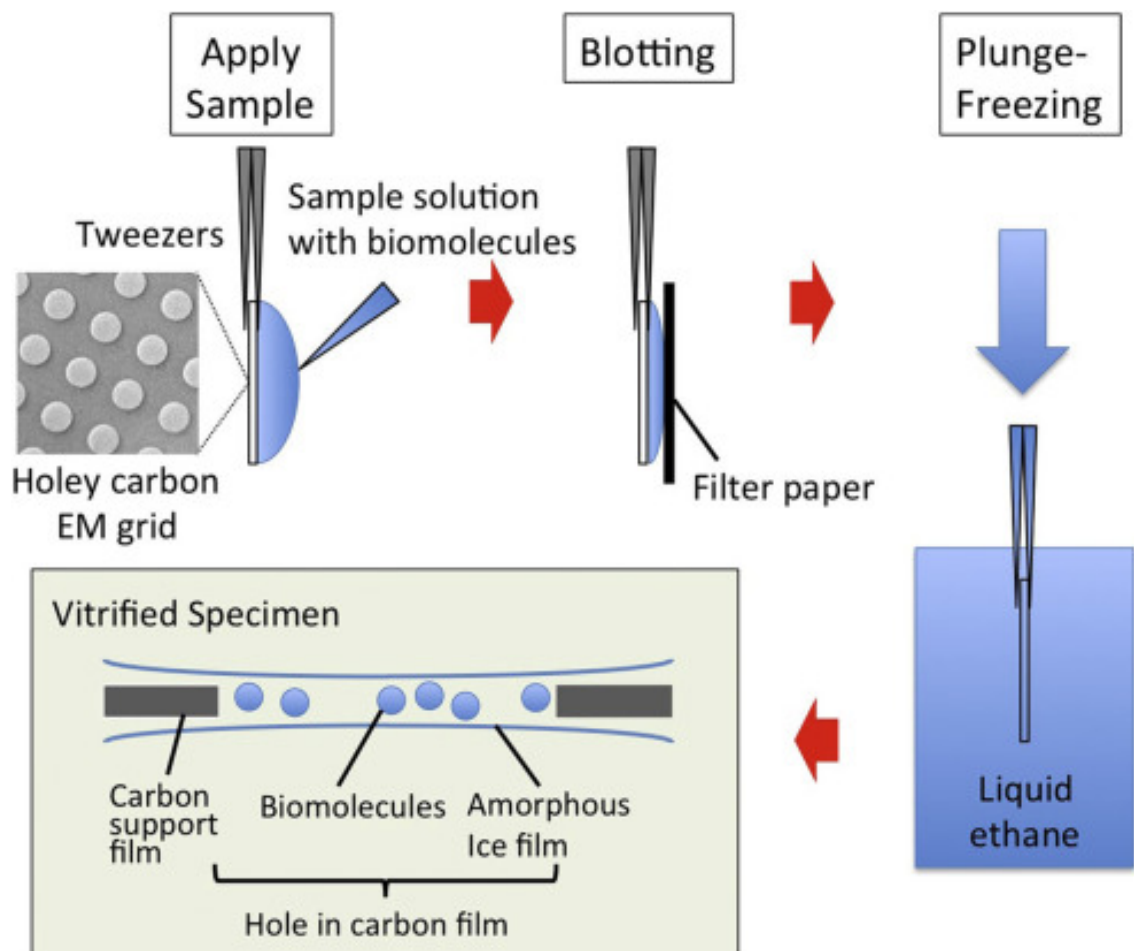 Apply
Sample
Blotting
Plunge-
Freezing
Tweezers
Sample solution
with biomolecules
Holey carbon
EM grid
Filter paper
Liquid
ethane
Vitrified Specimen
Carbon
support
film
Biomolecules
Amorphous
Ice film
Hole in carbon film